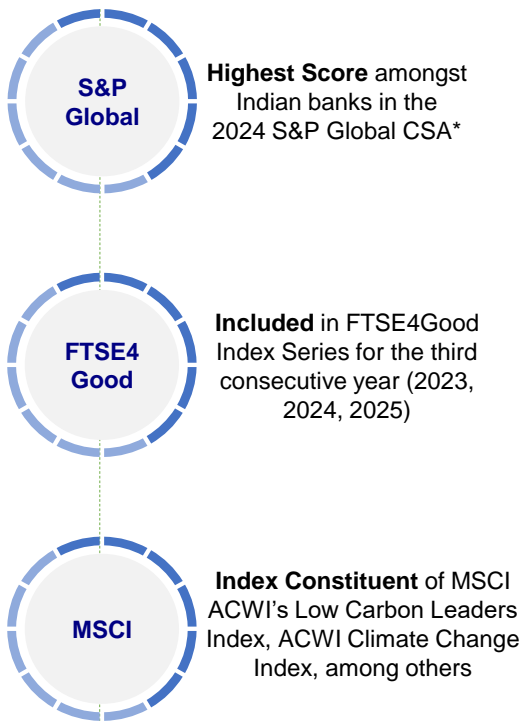 S&P
Global
Highest Score amongst
Indian banks in the
2024 S&P Global CSA*
FTSE4
Good
Included in FTSE4Good
Index Series for the third
consecutive year (2023,
2024, 2025)
MSCI
Index Constituent of MSCI
ACWI's Low Carbon Leaders
Index, ACWI Climate Change
Index, among others